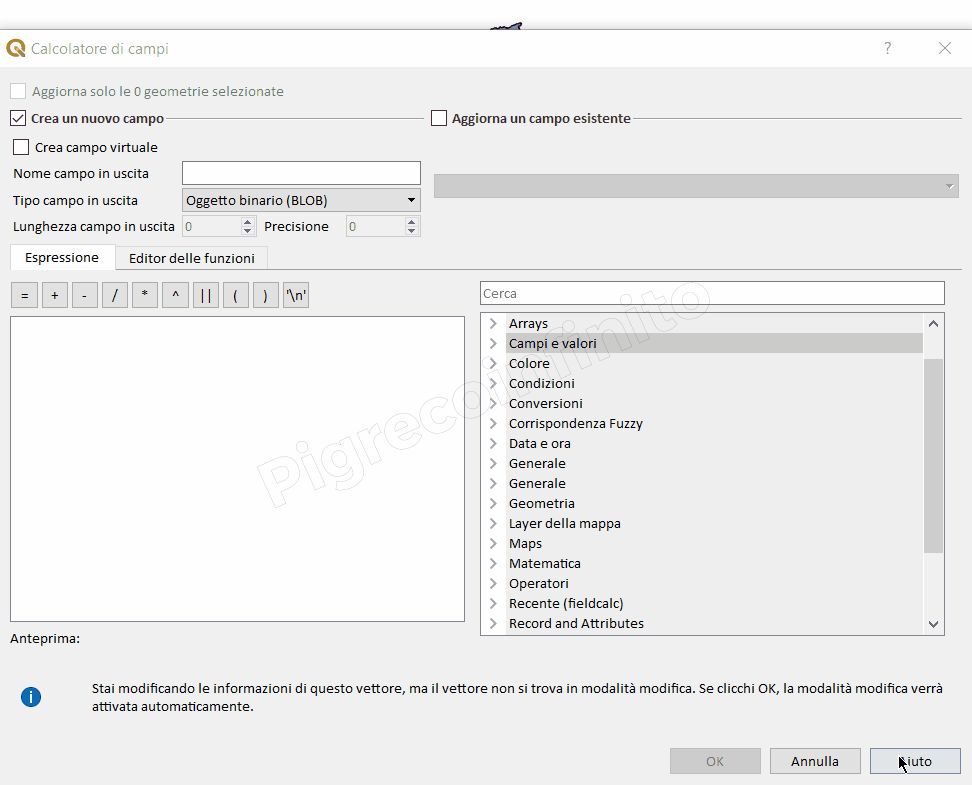 Calcolatore di campi
?
Aggiorna solo le 0 geometrie selezionate
Crea un nuovo campo
Aggiorna un campo esistente
Crea campo virtuale
Nome campo in uscita
Tipo campo in uscita
Oggetto binario (BLOB)
Lunghezza campo in uscita 0 Precisione 0
Espressione Editor delle funzioni
= + - / * ^ || ( ) '\n'
Cerca
Arrays
Campi e valori
Colore
Condizioni
Conversioni
Corrispondenza Fuzzy
Data e ora
Generale
Generale
Geometria
Layer della mappa
Maps
Matematica
Operatori
Recente (fieldcalc)
Record and Attributes
Pigrecoinfinito
Anteprima:
Stai modificando le informazioni di questo vettore, ma il vettore non si trova in modalità modifica. Se clicchi OK, la modalità modifica verrà
attivata automaticamente.
OK Annulla Aiuto